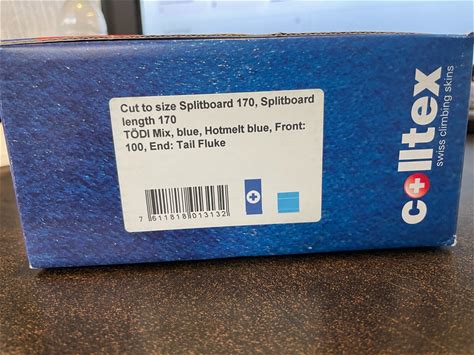 Cut to size Splitboard 170, Splitboard
length 170
TÖDI Mix, blue, Hotmelt blue, Front:
100, End: Tail Fluke
7 611818 013132
colltex
swiss climbing skins